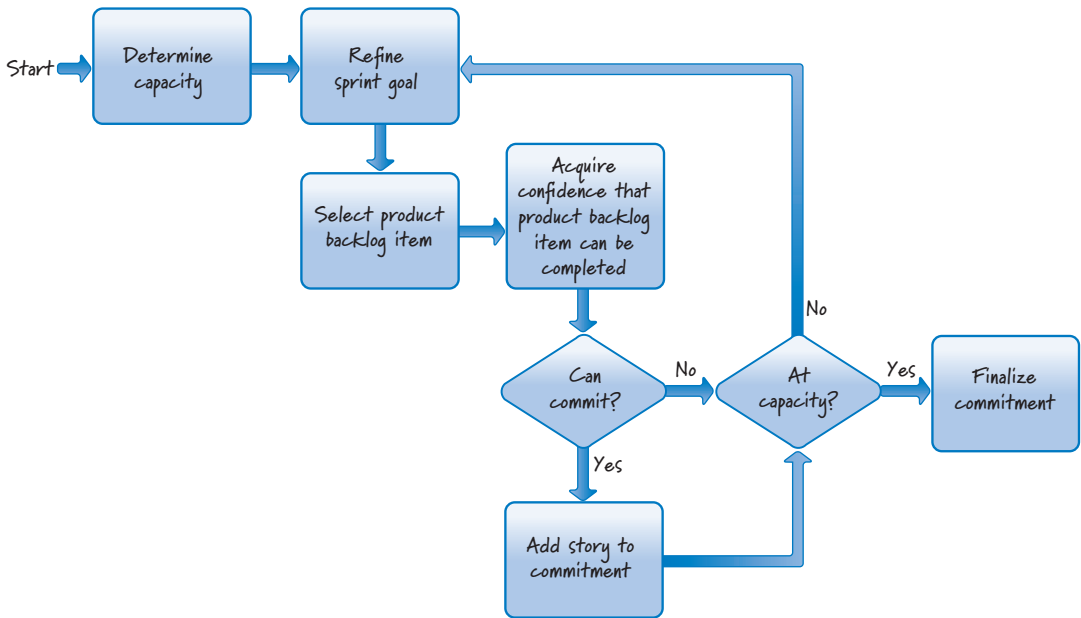 Start
Determine
capacity
Refine
sprint goal
Select product
backlog item
Acquire
confidence that
product backlog
item can be
completed
Can
commit?
No
Yes
Add story to
commitment
At
capacity?
No
Yes
Finalize
commitment